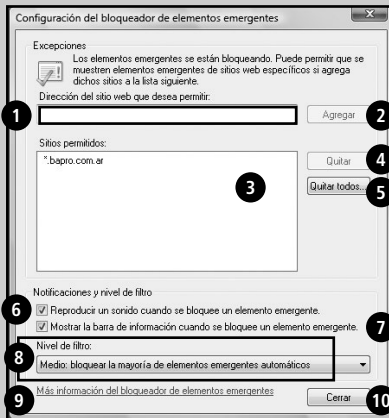 Configuración del bloqueador de elementos emergentes
Excepciones
Los elementos emergentes se están bloqueando. Puede permitir que se
muestren elementos emergentes de sitios web específicos si agrega
dichos sitios a la lista siguiente.
Dirección del sitio web que desea permitir:
1
Agregar
2
Sitios permitidos:
*.bapro.com.ar
3
Quitar
4
Quitar todos...
5
Notificaciones y nivel de filtro
6
Reproducir un sonido cuando se bloquee un elemento emergente.
Mostrar la barra de información cuando se bloquee un elemento emergente.
7
Nivel de filtro:
8
Medio: bloquear la mayoría de elementos emergentes automáticos
9
Más información del bloqueador de elementos emergentes
Cerrar
10